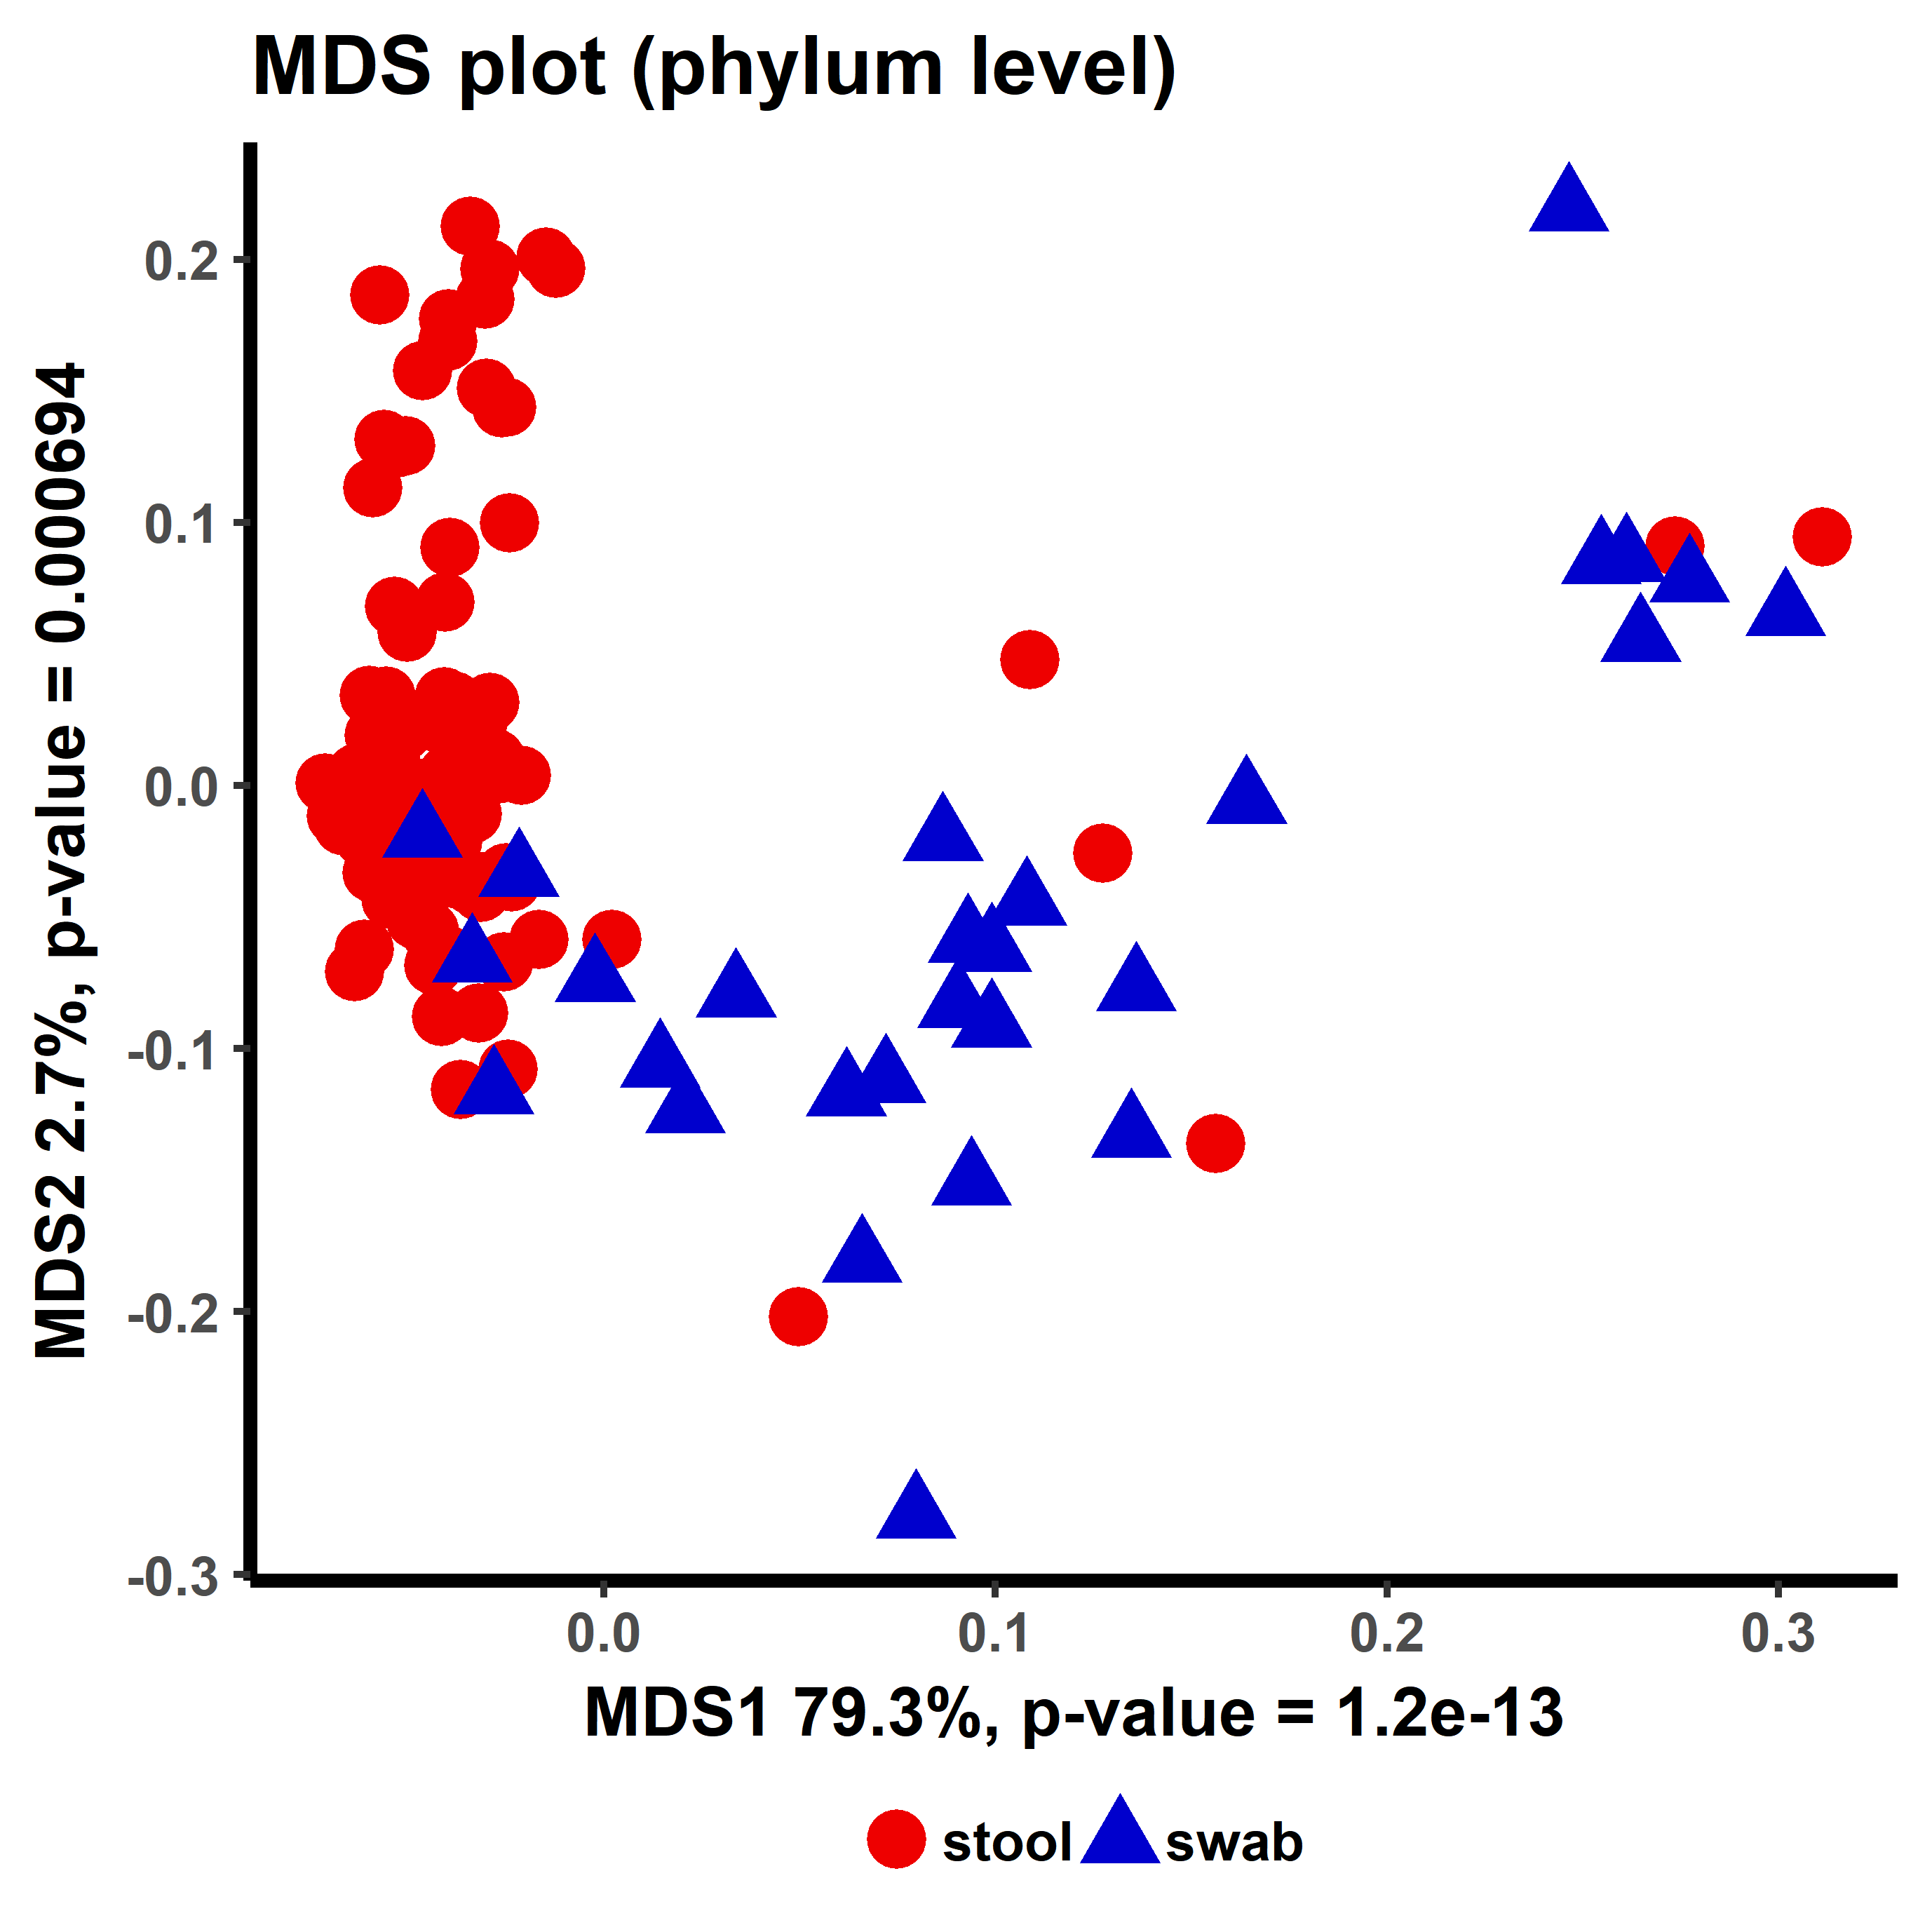 MDS plot (phylum level)
MDS2 2.7%, p-value = 0.000694
0.2
0.1
0.0
-0.1
-0.2
-0.3
0.0 0.1 0.2 0.3
MDS1 79.3%, p-value = 1.2e-13
stool swab